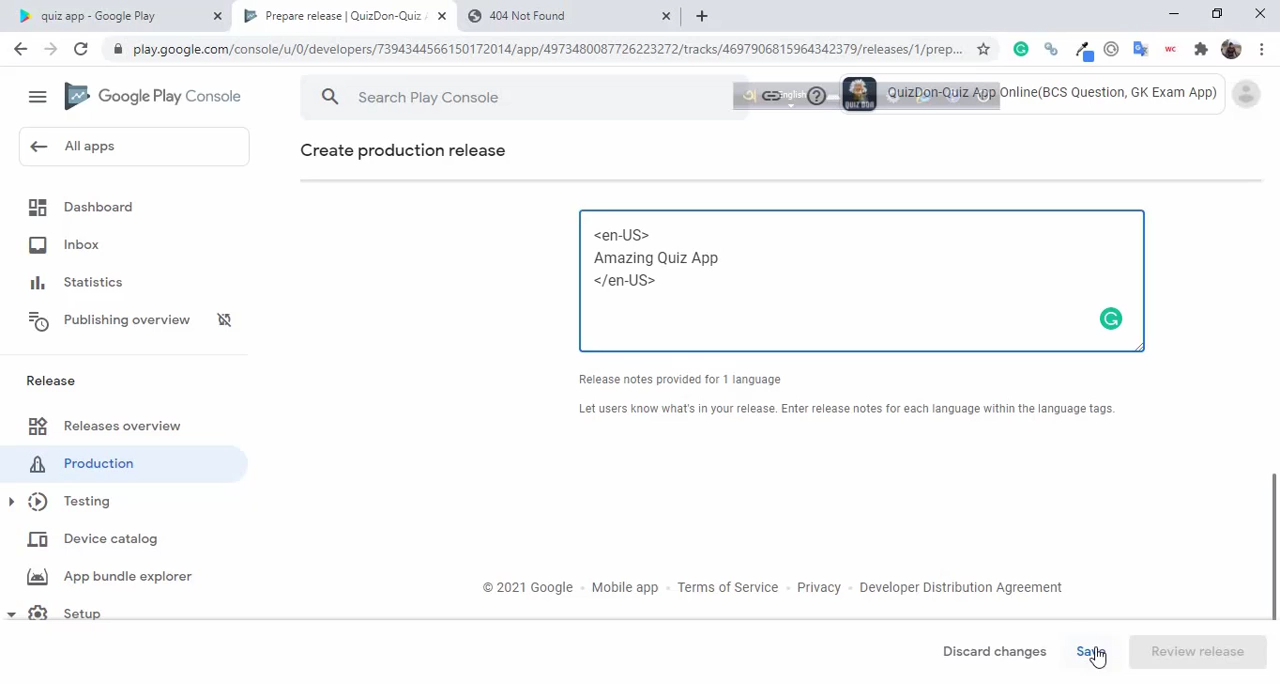 quiz app - Google Play
Prepare release | QuizDon-Quiz A
404 Not Found
play.google.com/console/u/0/developers/7394344566150172014/app/4973480087726223272/tracks/4697906815964342379/releases/1/prep...
WC
Google Play Console
Search Play Console
English
QuizDon-Quiz App Online(BCS Question, GK Exam App)
QUIZ DON
All apps
Create production release
Dashboard
Inbox
Statistics
Publishing overview
Release
Releases overview
Production
Testing
Device catalog
App bundle explorer
Setup
<en-US>
Amazing Quiz App
</en-US>
Release notes provided for 1 language
Let users know what's in your release. Enter release notes for each language within the language tags.
© 2021 Google · Mobile app · Terms of Service · Privacy · Developer Distribution Agreement
Discard changes
Save
Review release